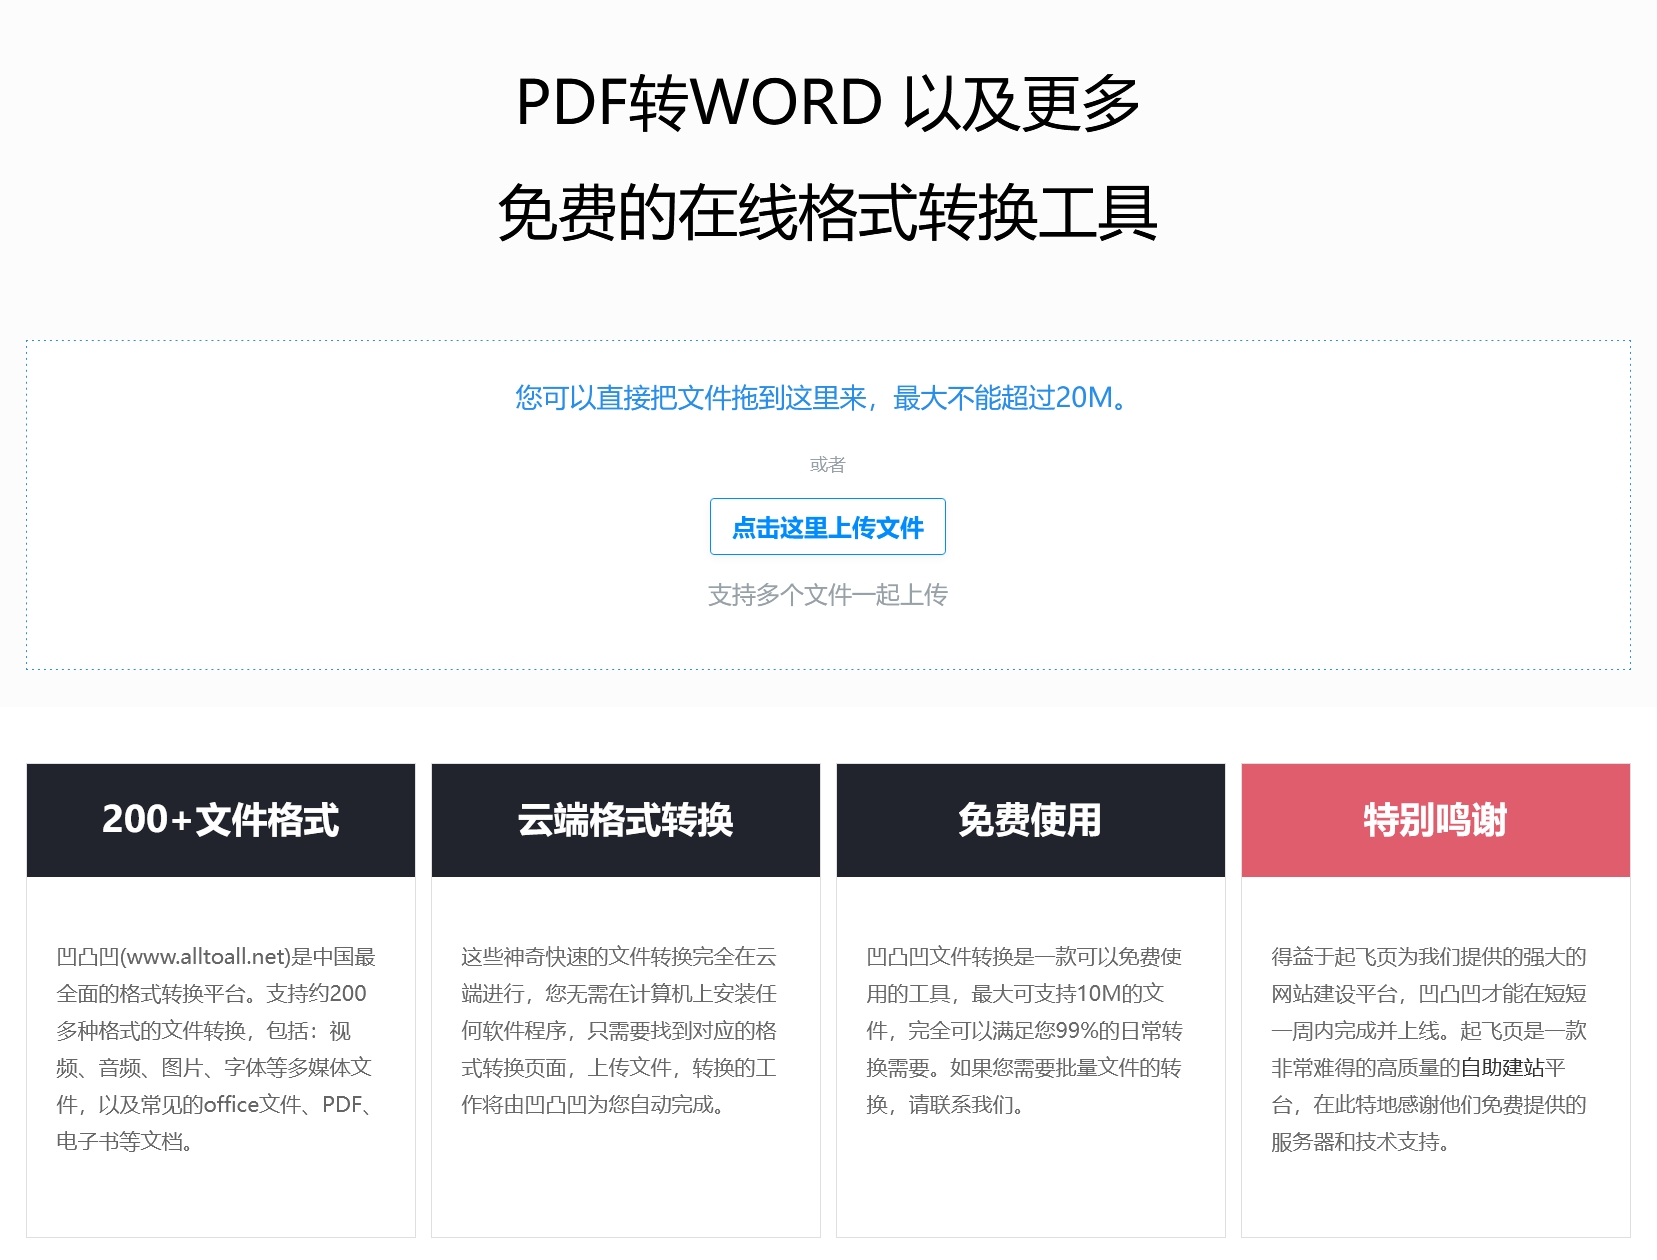 PDF转WORD 以及更多
免费的在线格式转换工具
您可以直接把文件拖到这里来，最大不能超过20M。
或者
点击这里上传文件
支持多个文件一起上传
200+文件格式
凹凸凹(www.alltoall.net)是中国最
全面的格式转换平台。支持约200
多种格式的文件转换，包括：视
频、音频、图片、字体等多媒体文
件，以及常见的office文件、PDF、
电子书等文档。
云端格式转换
这些神奇快速的文件转换完全在云
端进行，您无需在计算机上安装任
何软件程序，只需要找到对应的格
式转换页面，上传文件，转换的工
作将由凹凸凹为您自动完成。
免费使用
凹凸凹文件转换是一款可以免费使
用的工具，最大可支持10M的文
件，完全可以满足您99%的日常转
换需要。如果您需要批量文件的转
换，请联系我们。
特别鸣谢
得益于起飞页为我们提供的强大的
网站建设平台，凹凸凹才能在短短
一周内完成并上线。起飞页是一款
非常难得的高质量的自助建站平
台，在此特地感谢他们免费提供的
服务器和技术支持。